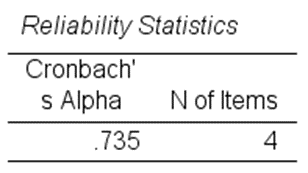 Reliability Statistics
Cronbach'
s Alpha N of Items
.735 4